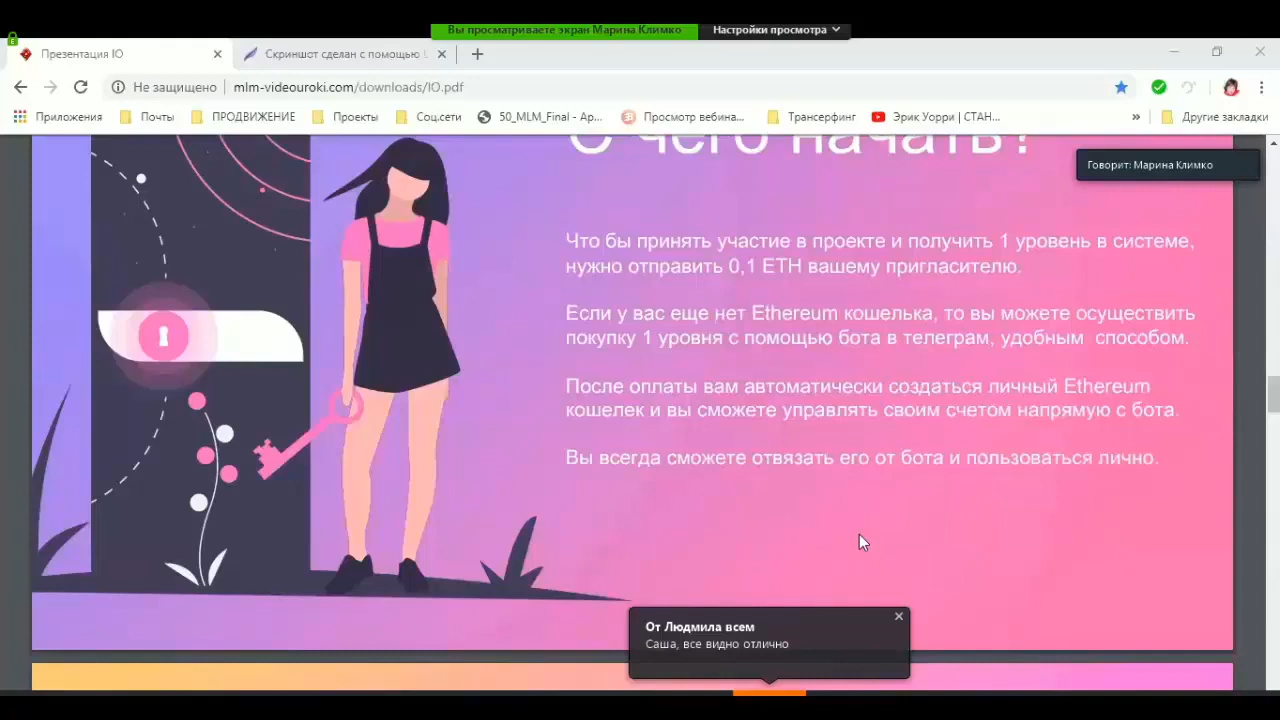 Вы просматриваете экран Марина Климко
Настройки просмотра
Презентация IO
Скриншот сделан с помощью
Не защищено
mlm-videouroki.com/downloads/IO.pdf
Приложения
Почты
ПРОДВИЖЕНИЕ
Проекты
Соц.сети
50_MLM_Final - Ap...
Просмотр вебина...
Трансерфинг
Эрик Уорри | СТАН...
»
Другие закладки
С чего начать?
Говорит: Марина Климко
Что бы принять участие в проекте и получить 1 уровень в системе,
нужно отправить 0,1 ETH вашему пригласителю.
Если у вас еще нет Ethereum кошелька, то вы можете осуществить
покупку 1 уровня с помощью бота в телеграм, удобным способом.
После оплаты вам автоматически создаться личный Ethereum
кошелек и вы сможете управлять своим счетом напрямую с бота.
Вы всегда сможете отвязать его от бота и пользоваться лично.
От Людмила всем
Саша, все видно отлично